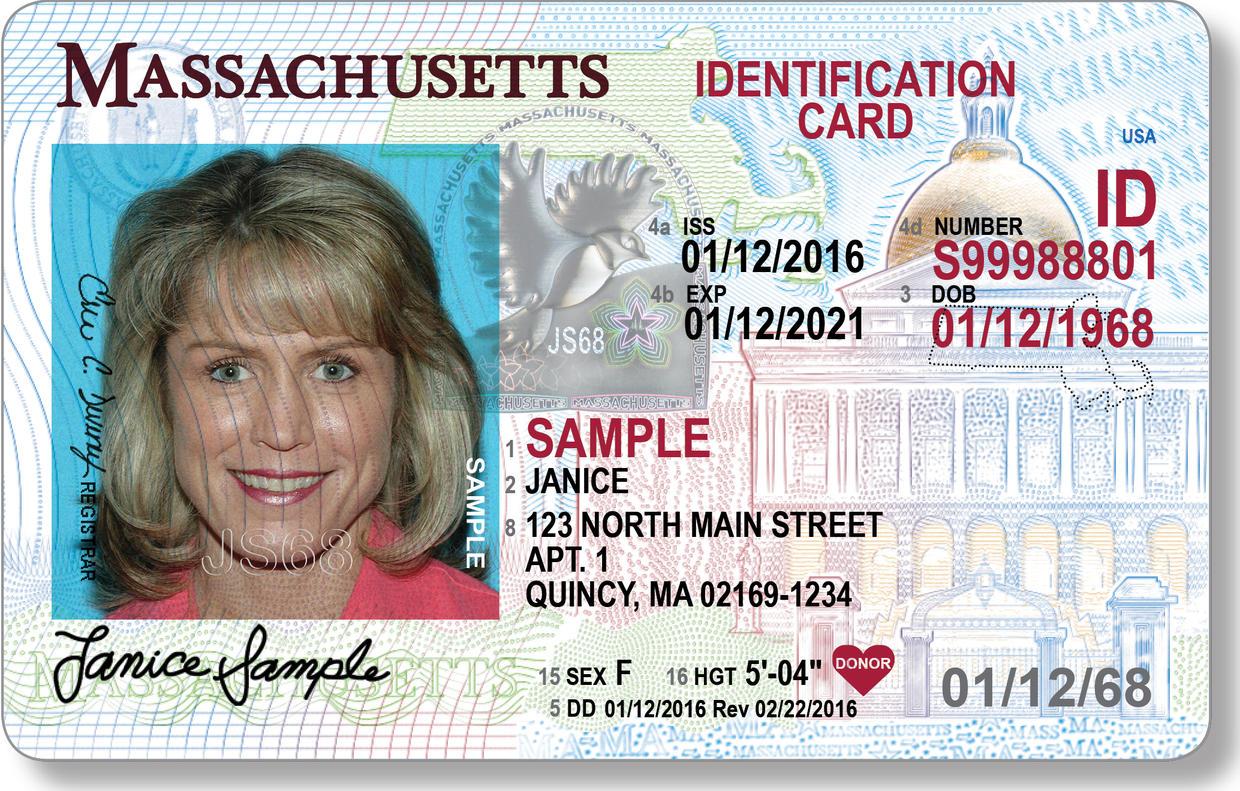 MASSACHUSETTS
IDENTIFICATION
CARD
USA
ID
4a ISS
01/12/2016
4d NUMBER
S99988801
4b EXP
01/12/2021
3 DOB
01/12/1968
JS68
1 SAMPLE
2 JANICE
8 123 NORTH MAIN STREET
APT. 1
QUINCY, MA 02169-1234
15 SEX F 16 HGT 5'-04"
DONOR
5 DD 01/12/2016 Rev 02/22/2016
01/12/68
REGISTRAR
SAMPLE
JS68
Janice Sample
MASSACHUSETTS